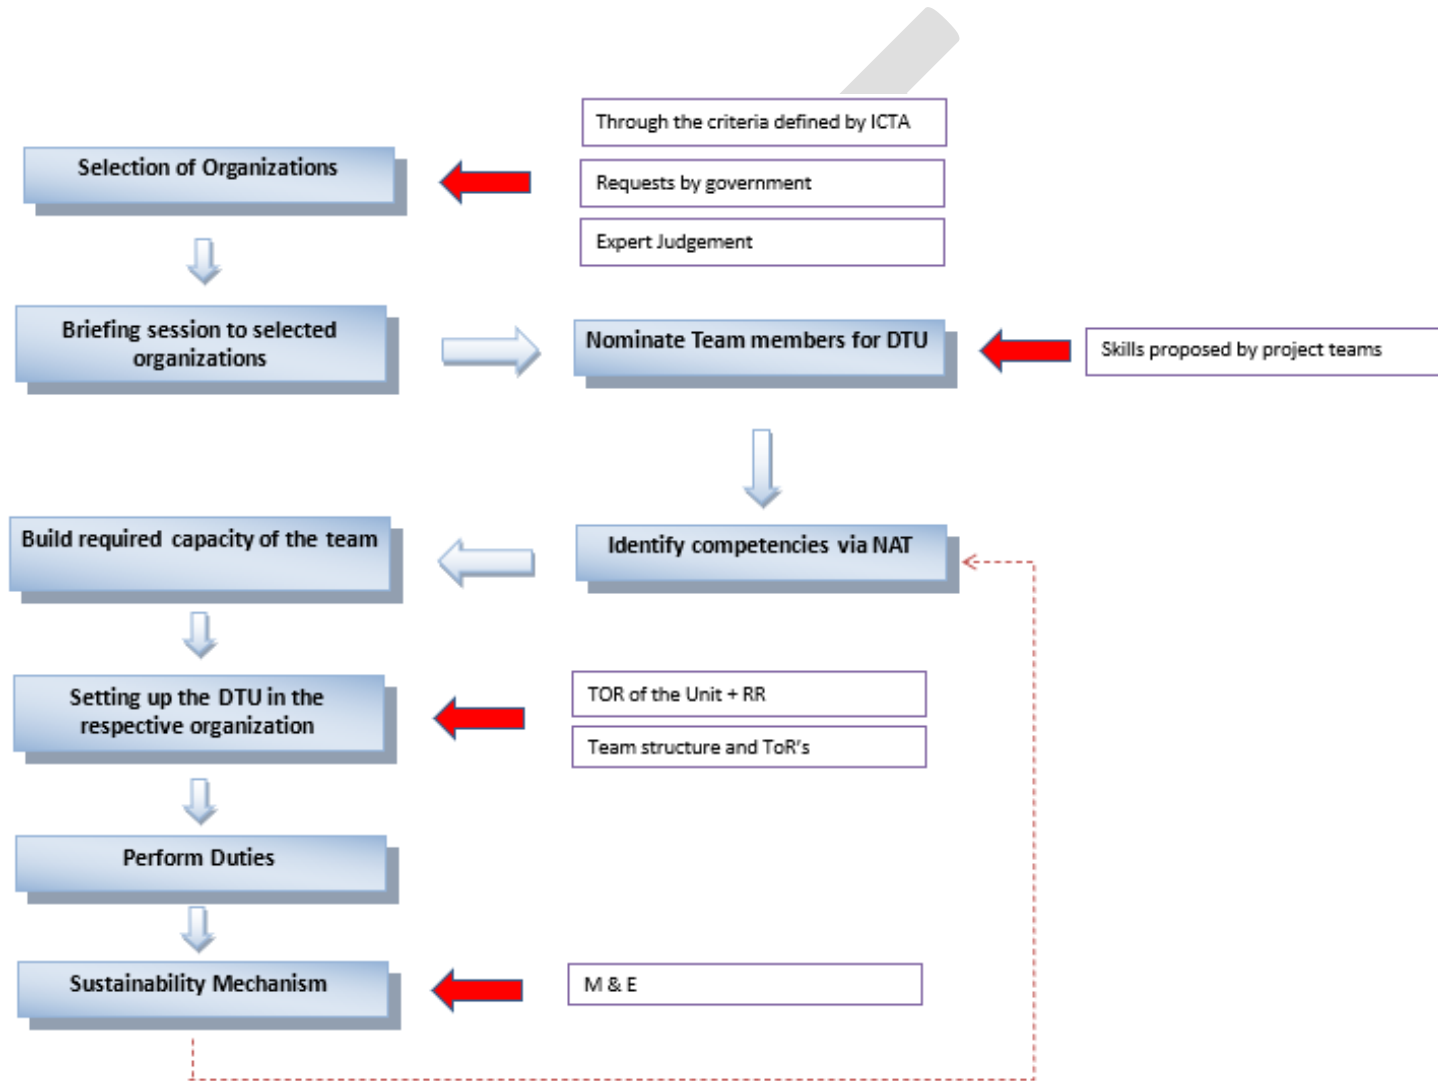 Through the criteria defined by ICTA
Selection of Organizations
Requests by government
Expert Judgement
Briefing session to selected
organizations
Nominate Team members for DTU
Skills proposed by project teams
Build required capacity of the team
Identify competencies via NAT
Setting up the DTU in the
respective organization
TOR of the Unit + RR
Team structure and ToR's
Perform Duties
Sustainability Mechanism
M & E